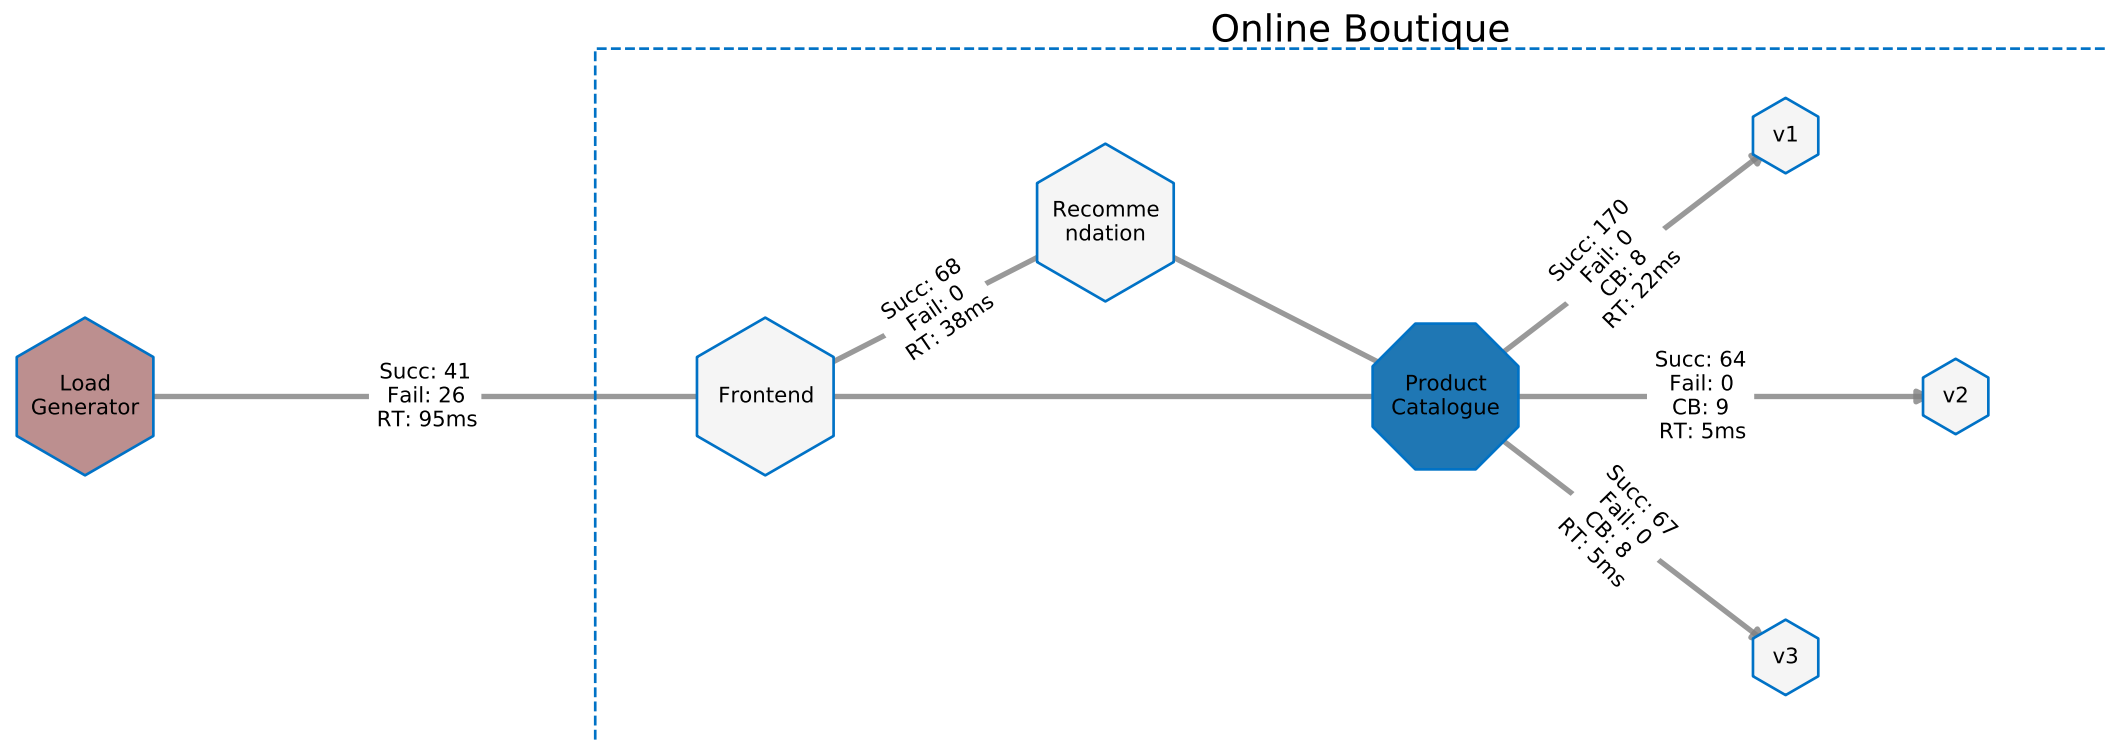 Online Boutique
Load
Generator
Succ: 41
Fail: 26
RT: 95ms
Frontend
Succ: 68
Fail: 0
RT: 38ms
Recomme
ndation
Product
Catalogue
Succ: 170
Fail: 0
CB: 8
RT: 22ms
v1
Succ: 64
Fail: 0
CB: 9
RT: 5ms
v2
Succ: 67
Fail: 0
CB: 8
RT: 5ms
v3